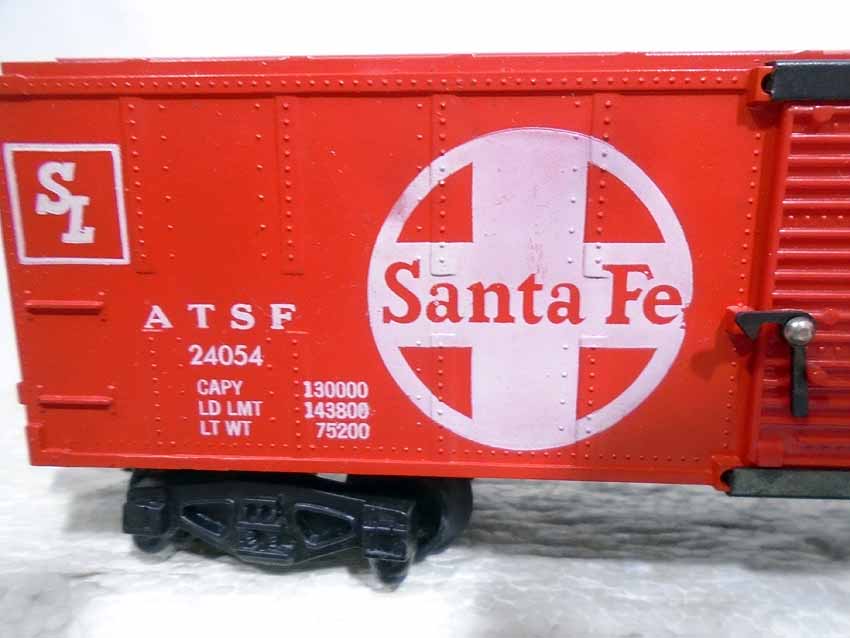 SL
ATSF
24054
CAPY 130000
LD LMT 143800
LT WT 75200
Santa Fe